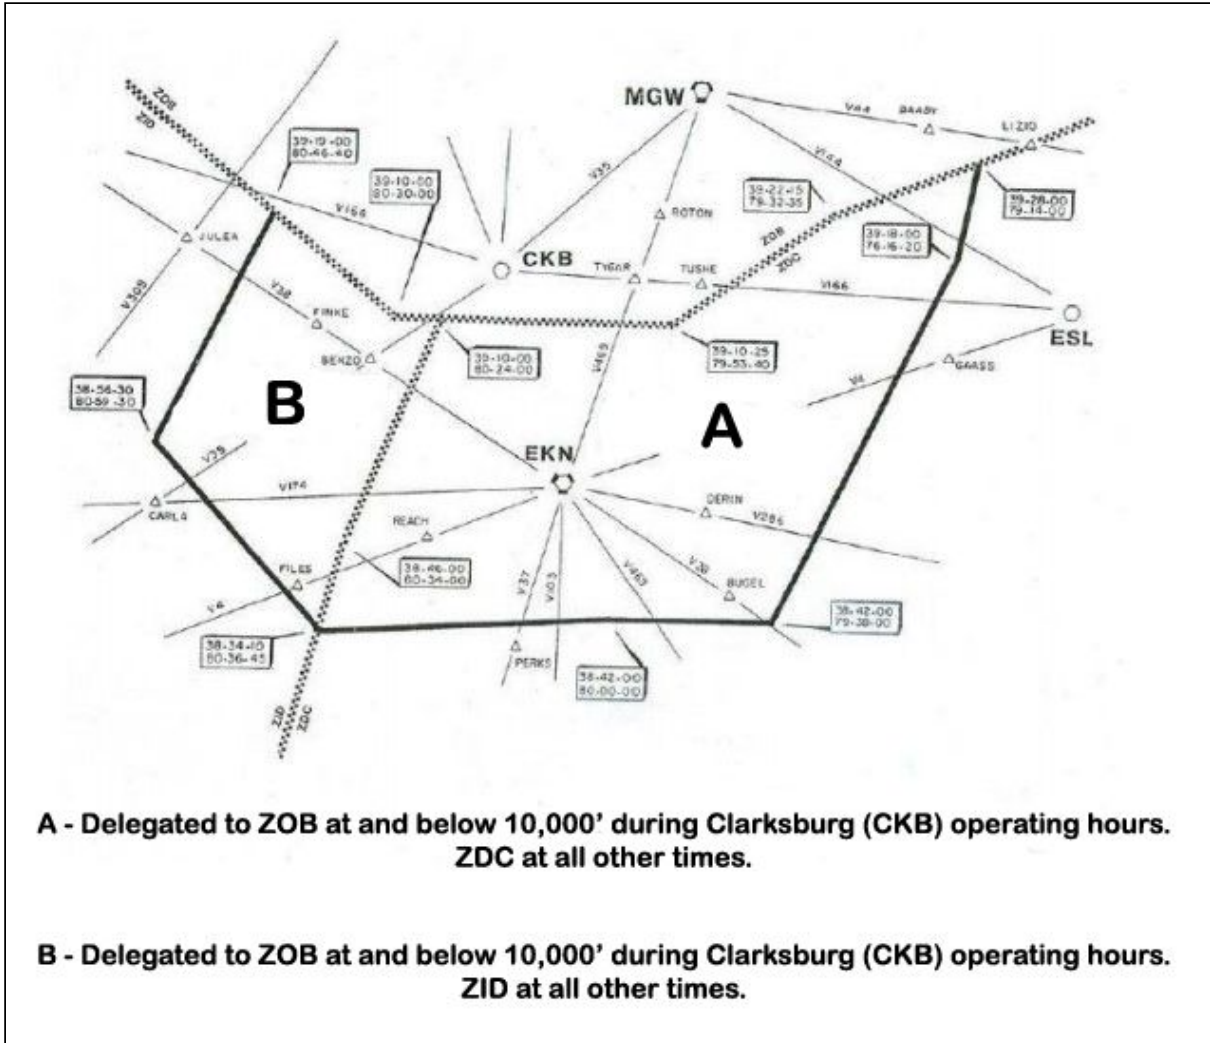 MGW
V44
BAABY
LIZIO
ZOB
ZID
39-19-00
80-46-40
V144
39-10-00
80-30-00
V35
39-22-15
79-32-35
39-28-00
79-14-00
V164
ROTON
JULEA
ZOB
ZDC
39-18-00
76-16-20
CKB
TYGAR
TUSHE
V166
V309
V38
FINKE
ESL
BENZO
39-10-00
80-24-00
V469
39-10-25
79-53-40
GAASS
38-56-30
80-59-30
V4
B
A
V29
EKN
V174
CARLA
DERIN
V286
REACH
FILES
38-46-00
80-34-00
V37
V103
V463
V38
BUGEL
V4
38-42-00
79-38-00
38-34-10
80-36-45
PERKS
38-42-00
80-00-00
ZID
ZDC
A - Delegated to ZOB at and below 10,000’ during Clarksburg (CKB) operating hours.
ZDC at all other times.
B - Delegated to ZOB at and below 10,000’ during Clarksburg (CKB) operating hours.
ZID at all other times.